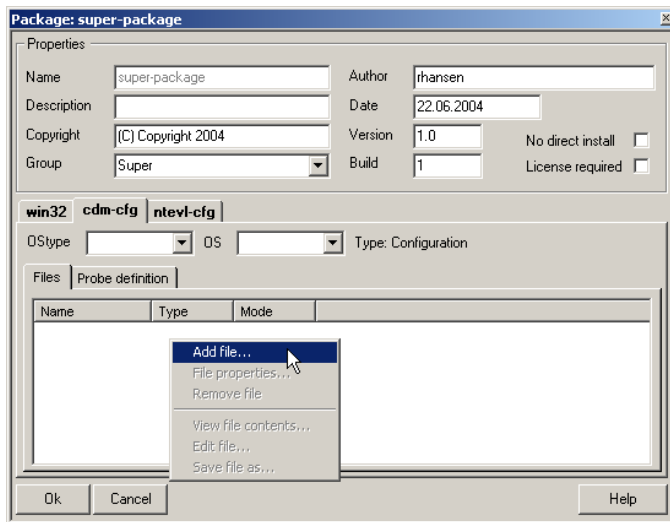 Package: super-package
Properties
Name super-package Author rhansen
Description Date 22.06.2004
Copyright (C) Copyright 2004 Version 1.0 No direct install
Group Super Build 1 License required
win32 cdm-cfg ntevl-cfg
OStype OS Type: Configuration
Files Probe definition
Name Type Mode
Add file...
File properties...
Remove file
View file contents...
Edit file...
Save file as...
Ok Cancel Help